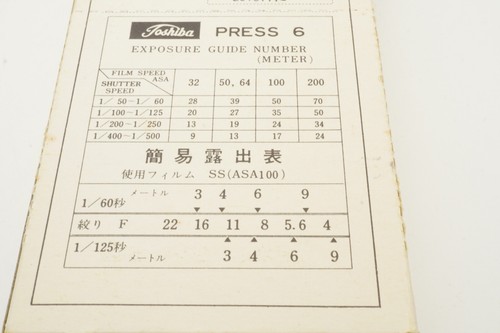 Toshiba PRESS 6
EXPOSURE GUIDE NUMBER
(METER)
FILM SPEED ASA 32 50, 64 100 200
SHUTTER SPEED
1/ 50~1/ 60 28 39 50 70
1/100~1/125 20 27 35 50
1/200~1/250 13 19 24 34
1/400~1/500 9 13 17 24
簡易露出表
使用フィルム SS(ASA100)
メートル 3 4 6 9
1/60秒
絞り F 22 16 11 8 5.6 4
1/125秒
メートル 3 4 6 9